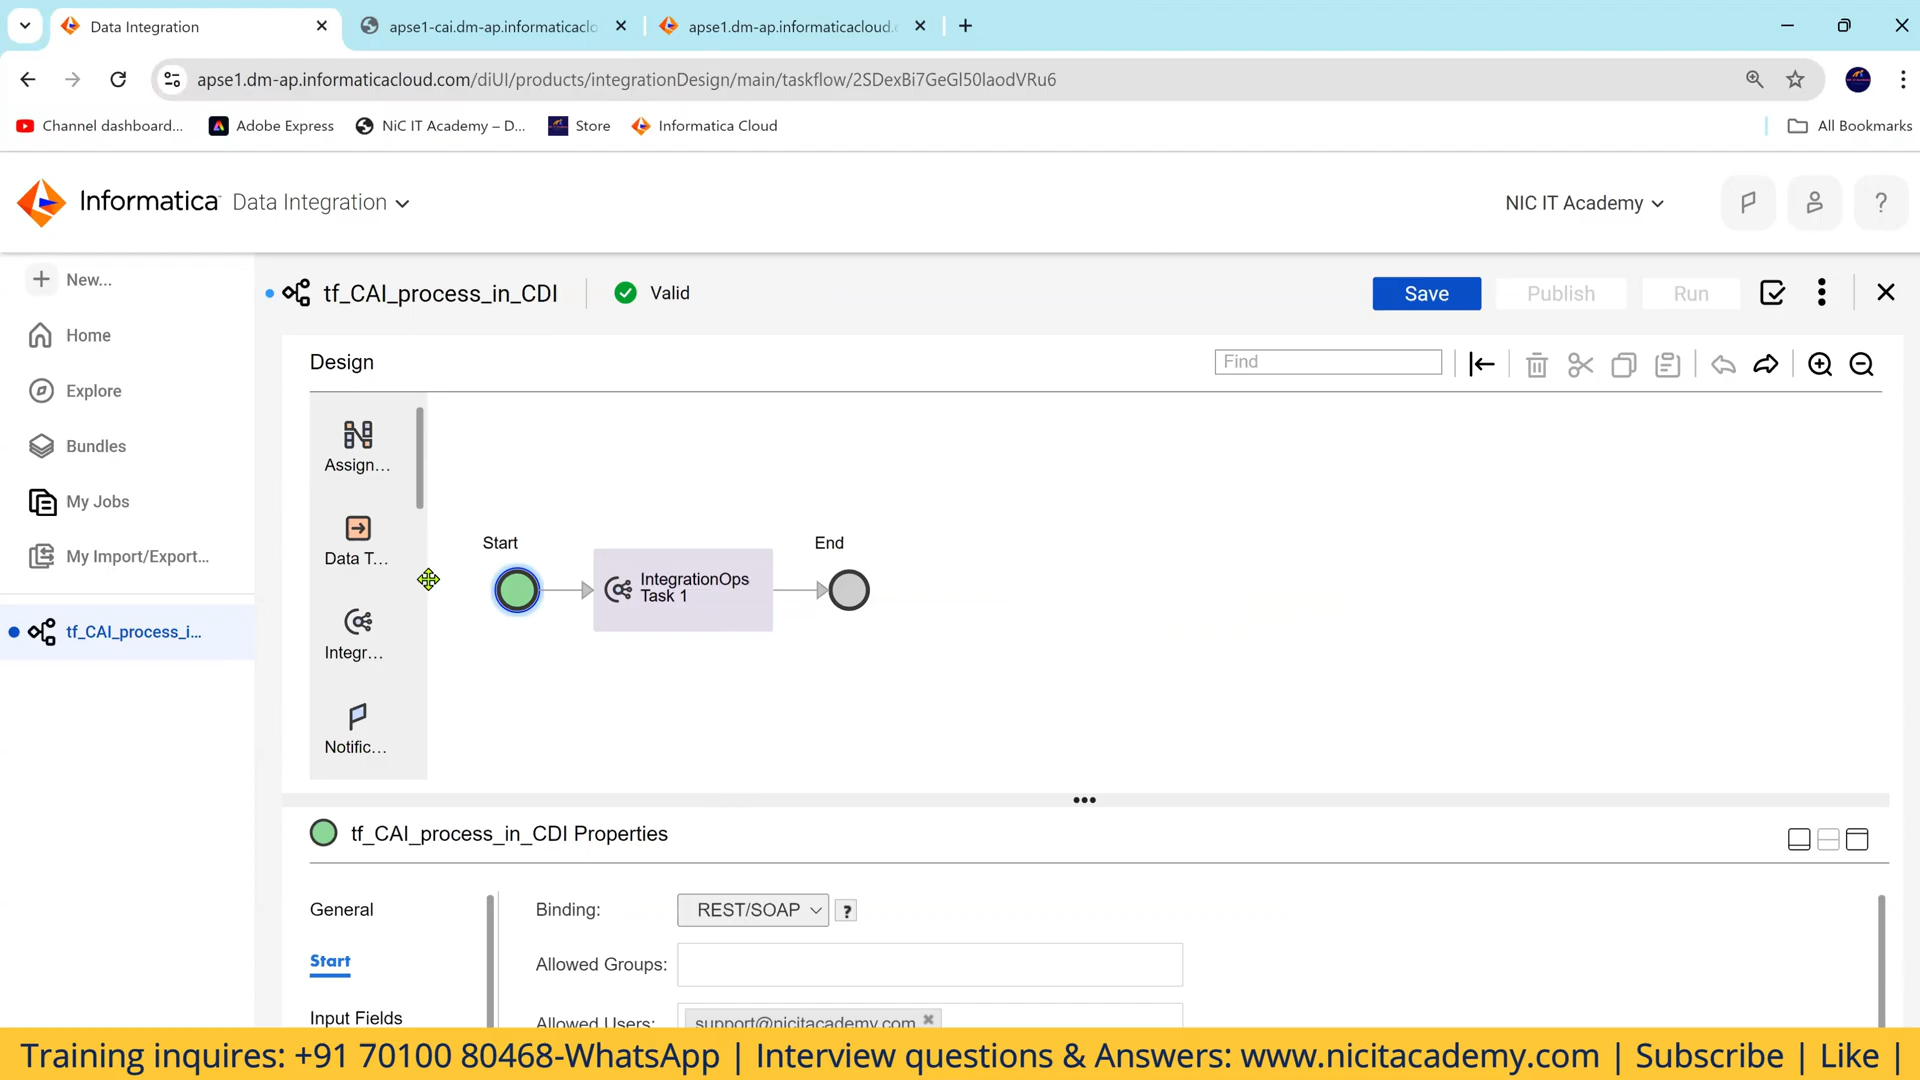 Data Integration
apse1-cai.dm-ap.informaticaclo
apse1.dm-ap.informaticacloud.
apse1.dm-ap.informaticacloud.com/diUI/products/integrationDesign/main/taskflow/2SDexBi7GeGl50IaodVRu6
Channel dashboard...
Adobe Express
NiC IT Academy – D...
Store
Informatica Cloud
All Bookmarks
Informatica Data Integration
NIC IT Academy
?
New...
Home
Explore
Bundles
My Jobs
My Import/Export...
tf_CAI_process_i...
tf_CAI_process_in_CDI
Valid
Save
Publish
Run
Design
Find
Assign...
Data T...
Integr...
Notific...
Start
IntegrationOps
Task 1
End
tf_CAI_process_in_CDI Properties
General
Start
Input Fields
Binding:
REST/SOAP
?
Allowed Groups:
Allowed Users:
support@nicitacademy.com
Training inquires: +91 70100 80468-WhatsApp | Interview questions & Answers: www.nicitacademy.com | Subscribe | Like |